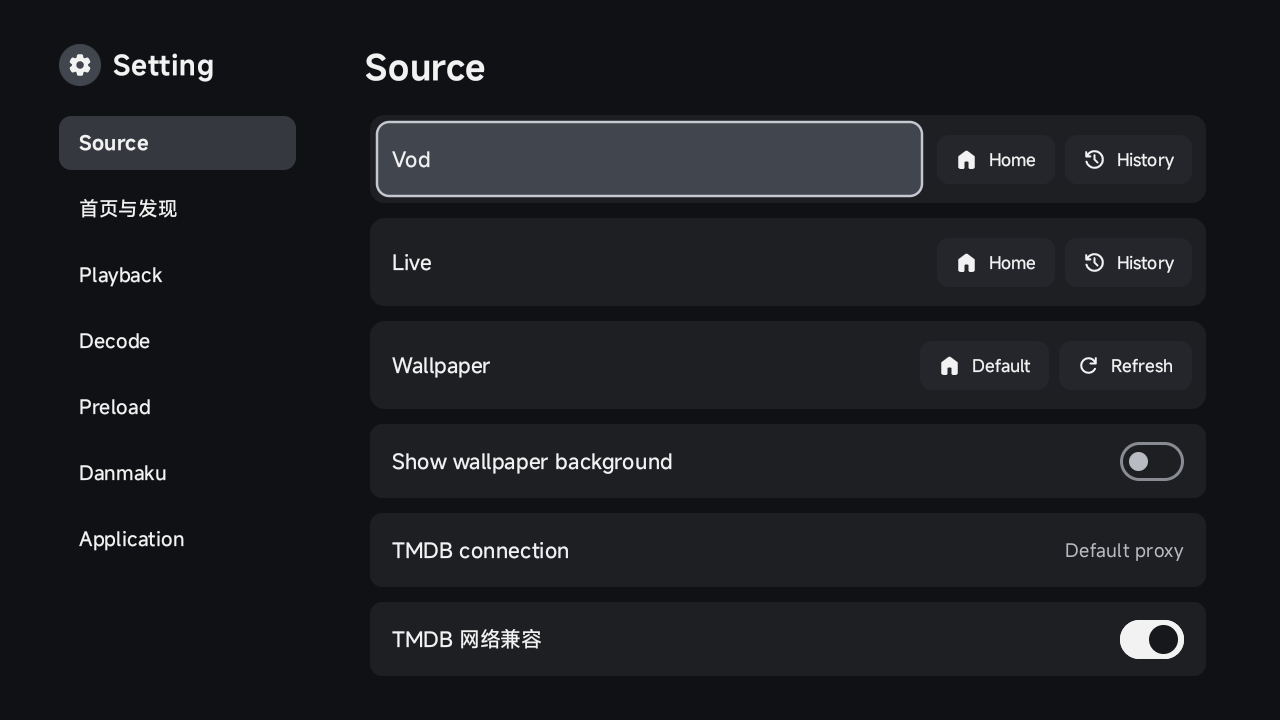 Setting
Source
首页与发现
Playback
Decode
Preload
Danmaku
Application
Source
Vod
Home
History
Live
Home
History
Wallpaper
Default
Refresh
Show wallpaper background
TMDB connection
Default proxy
TMDB 网络兼容